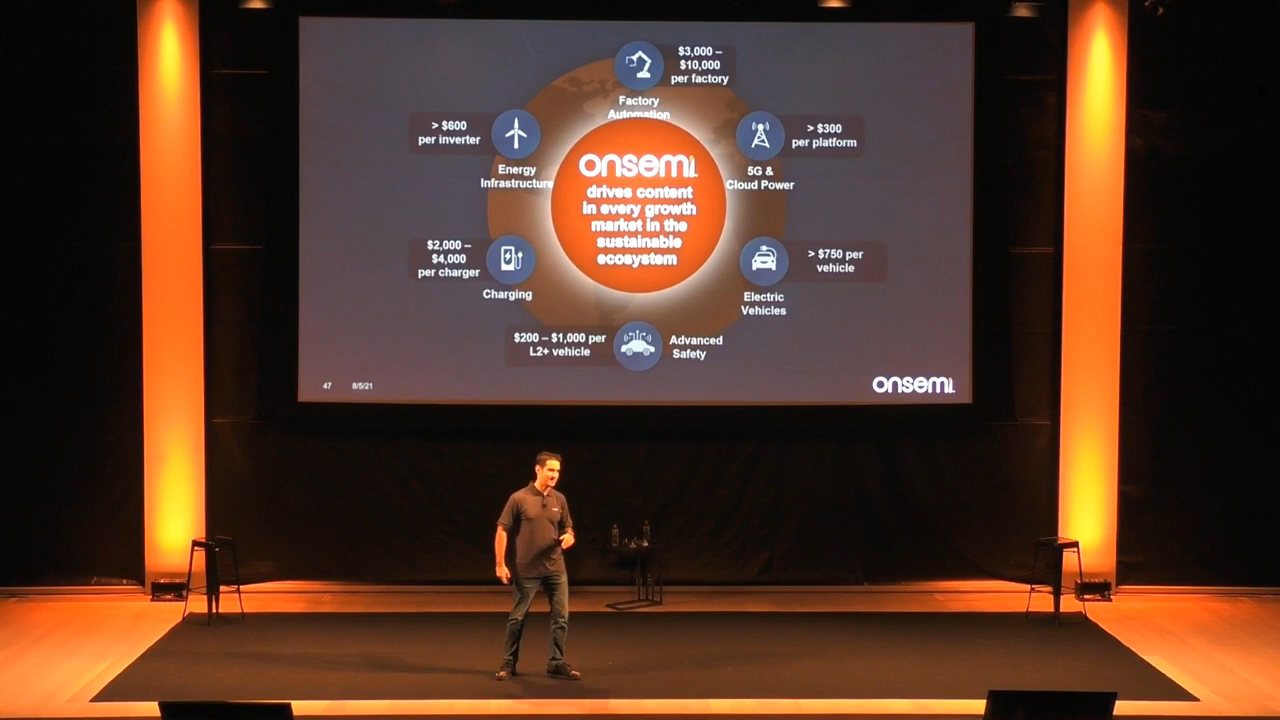 $3,000 –
$10,000
per factory
Factory
Automation
> $600
per inverter
Energy
Infrastructure
> $300
per platform
5G &
Cloud Power
onsemi
drives content
in every growth
market in the
sustainable
ecosystem
$2,000 –
$4,000
per charger
Charging
> $750 per
vehicle
Electric
Vehicles
$200 – $1,000 per
L2+ vehicle
Advanced
Safety
47
8/5/21
onsemi